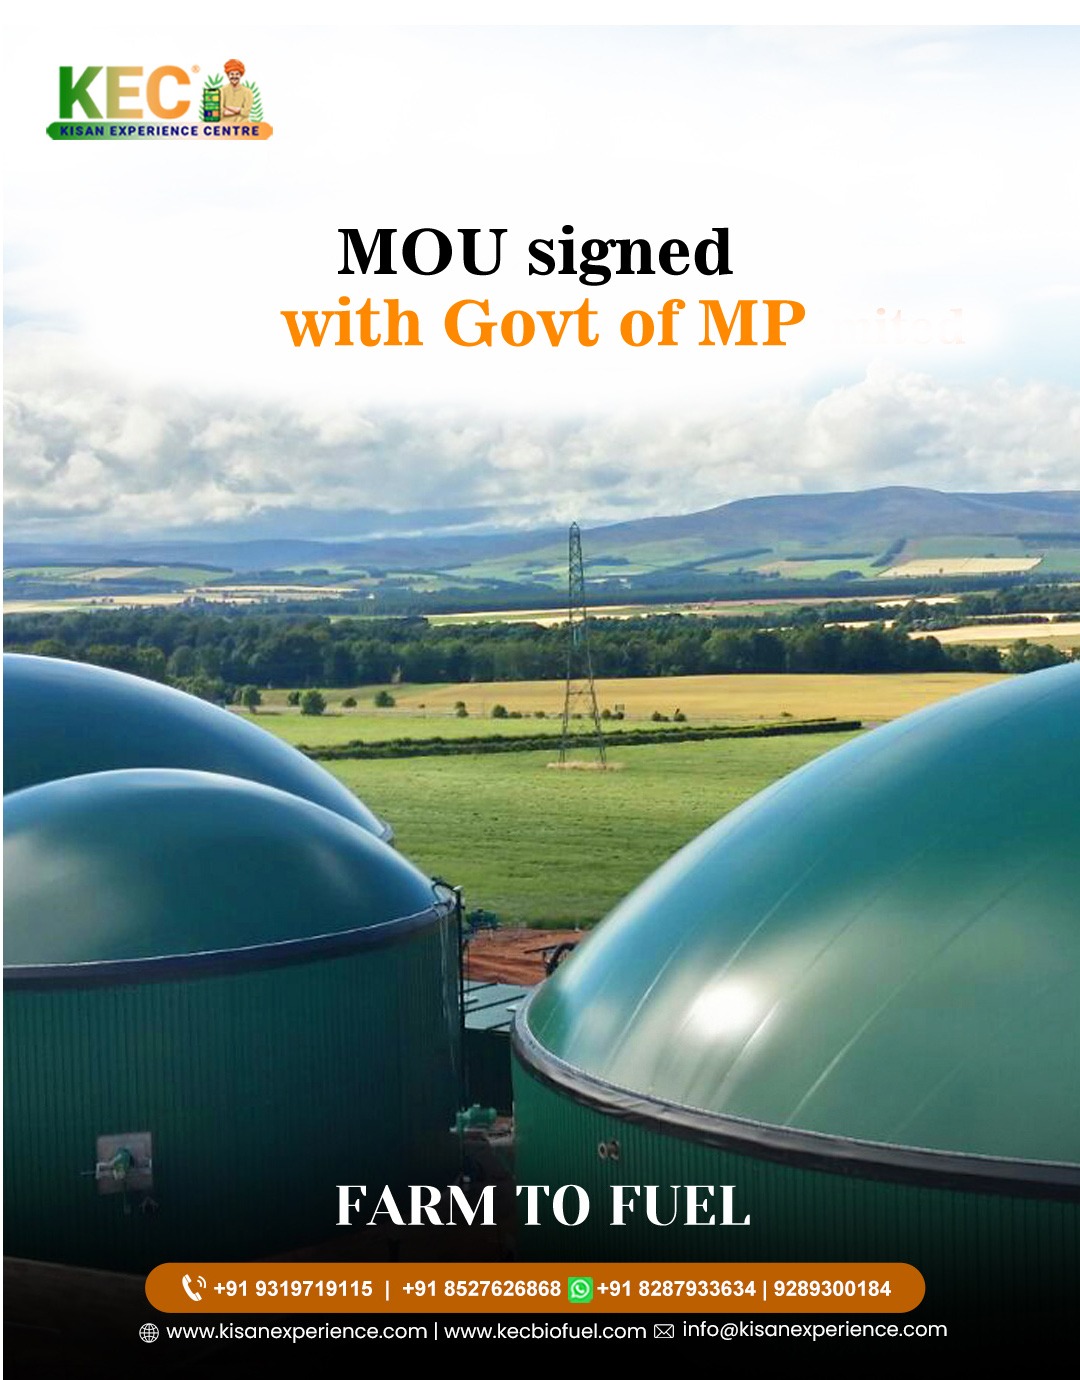 KEC®
KISAN EXPERIENCE CENTRE
MOU signed
with Govt of MP
FARM TO FUEL
+91 9319719115 | +91 8527626868 +91 8287933634 | 9289300184
www.kisanexperience.com | www.kecbiofuel.com info@kisanexperience.com